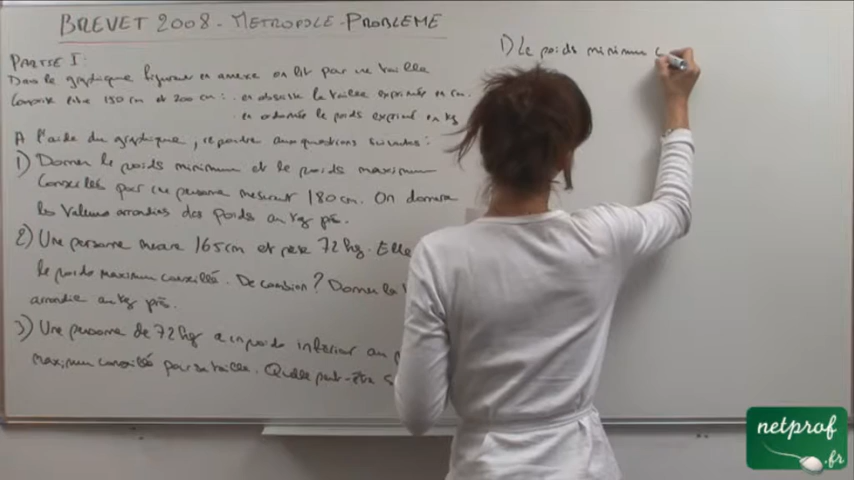 BREVET 2008 - METROPOLE - PROBLEME
PARTIE I:
Dans le graphique figurant en annexe on lit pour une taille
comprise entre 150 cm et 200 cm : . en abscisse la taille exprimée en cm.
. en ordonnée le poids exprimé en kg
A l'aide du graphique, répondre aux questions suivantes :
1) Donner le poids minimum et le poids maximum
conseillés pour une personne mesurant 180 cm. On donnera
les valeurs arrondies des poids au kg près.
2) Une personne mesure 165 cm et pèse 72 kg. Elle
le poids maximum conseillé. De combien ? Donner la
arrondie au kg près.
3) Une personne de 72 kg a un poids inférieur au
maximum conseillé pour sa taille. Quelle peut-être
1) Le poids minimum c
netprof
.fr